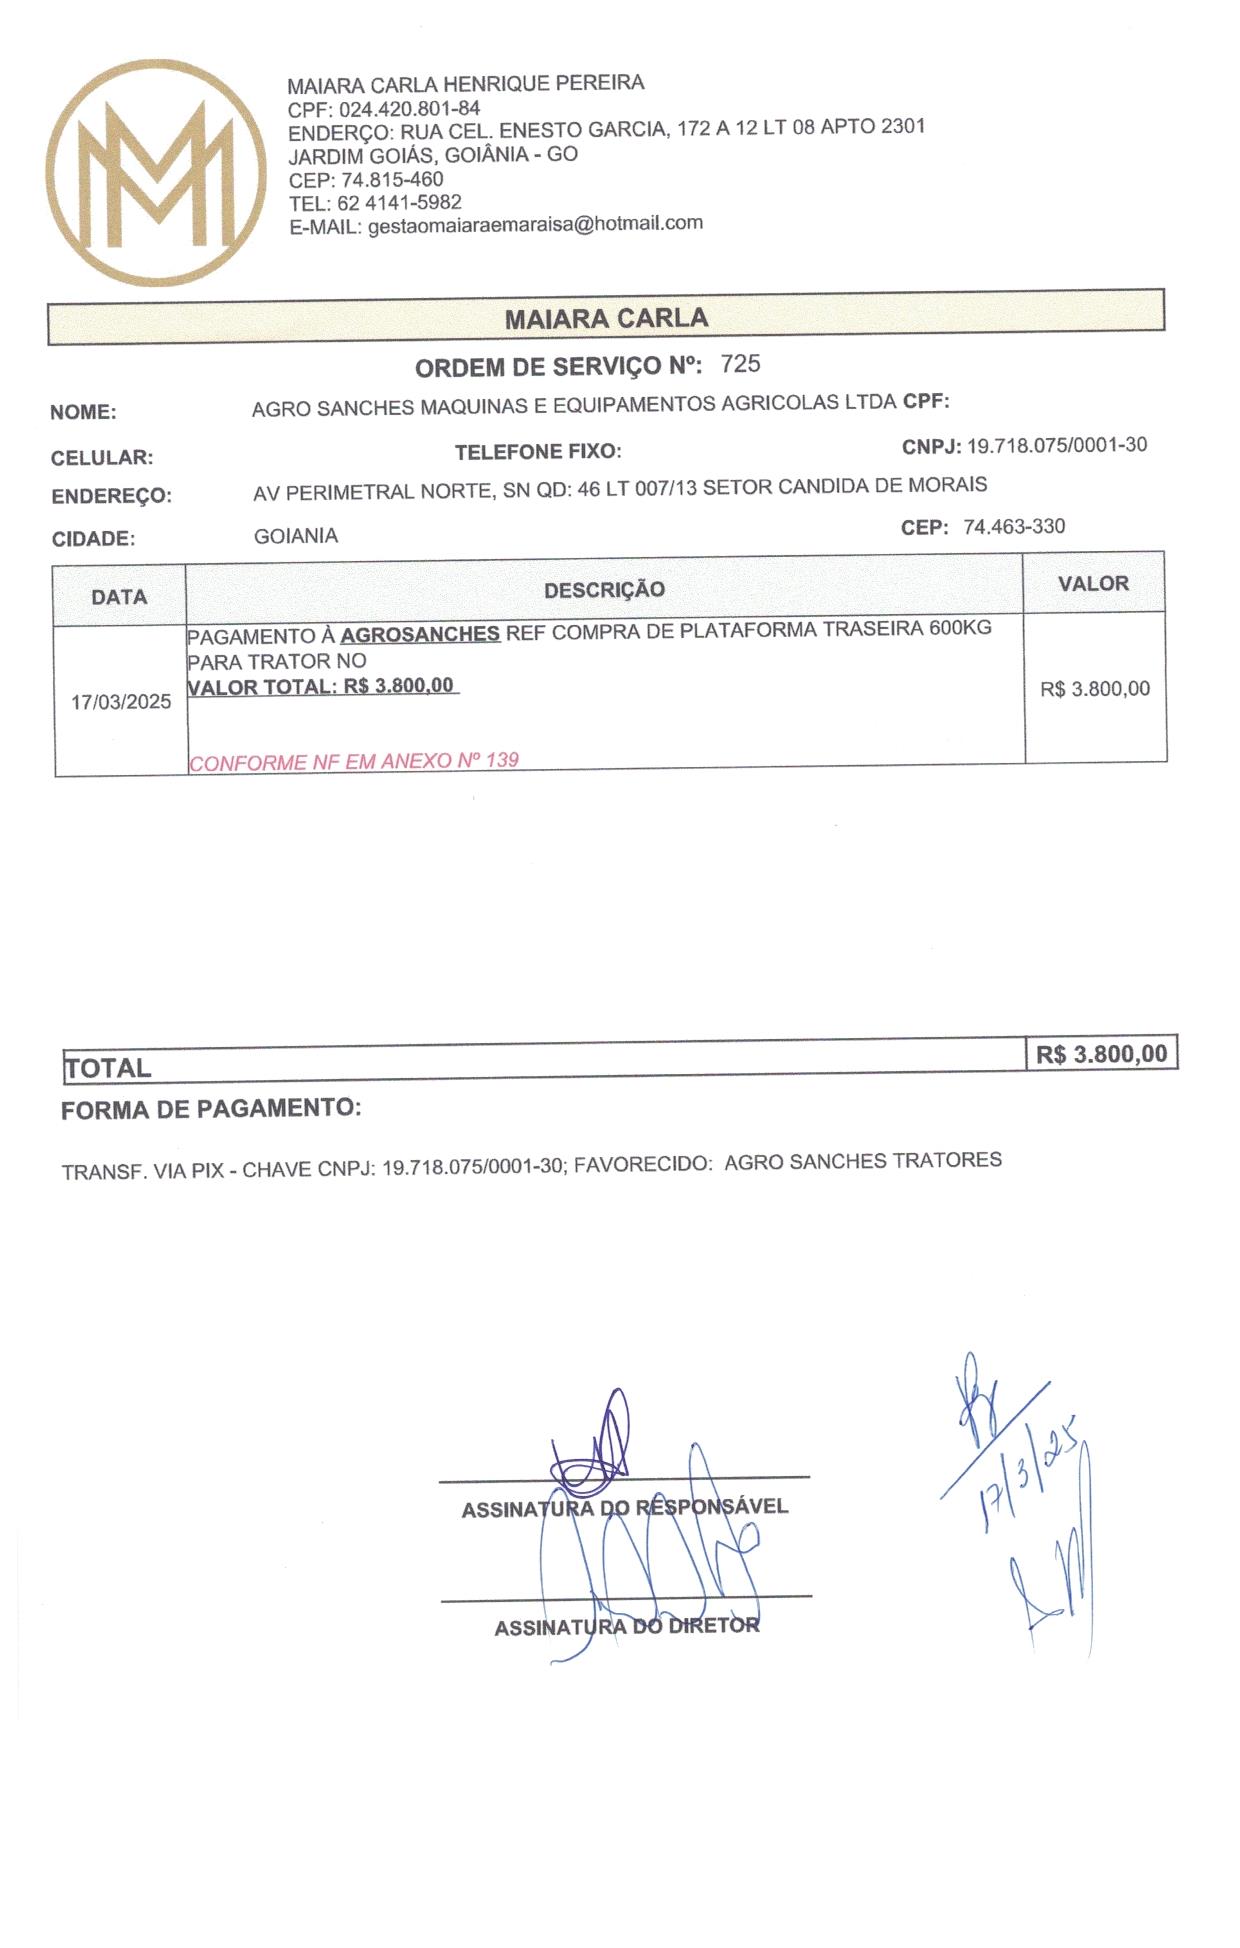 MAIARA CARLA HENRIQUE PEREIRA
CPF: 024.420.801-84
ENDERÇO: RUA CEL. ENESTO GARCIA, 172 A 12 LT 08 APTO 2301
JARDIM GOIÁS, GOIÂNIA - GO
CEP: 74.815-460
TEL: 62 4141-5982
E-MAIL: gestaomaiaraemaraisa@hotmail.com
MAIARA CARLA
ORDEM DE SERVIÇO Nº: 725
NOME: AGRO SANCHES MAQUINAS E EQUIPAMENTOS AGRICOLAS LTDA CPF:
CELULAR: TELEFONE FIXO: CNPJ: 19.718.075/0001-30
ENDEREÇO: AV PERIMETRAL NORTE, SN QD: 46 LT 007/13 SETOR CANDIDA DE MORAIS
CIDADE: GOIANIA CEP: 74.463-330
DATA DESCRIÇÃO VALOR
PAGAMENTO À AGROSANCHES REF COMPRA DE PLATAFORMA TRASEIRA 600KG
PARA TRATOR NO
VALOR TOTAL: R$ 3.800,00
17/03/2025 R$ 3.800,00
CONFORME NF EM ANEXO Nº 139
TOTAL R$ 3.800,00
FORMA DE PAGAMENTO:
TRANSF. VIA PIX - CHAVE CNPJ: 19.718.075/0001-30; FAVORECIDO: AGRO SANCHES TRATORES
17/3/25
ASSINATURA DO RESPONSÁVEL
ASSINATURA DO DIRETOR